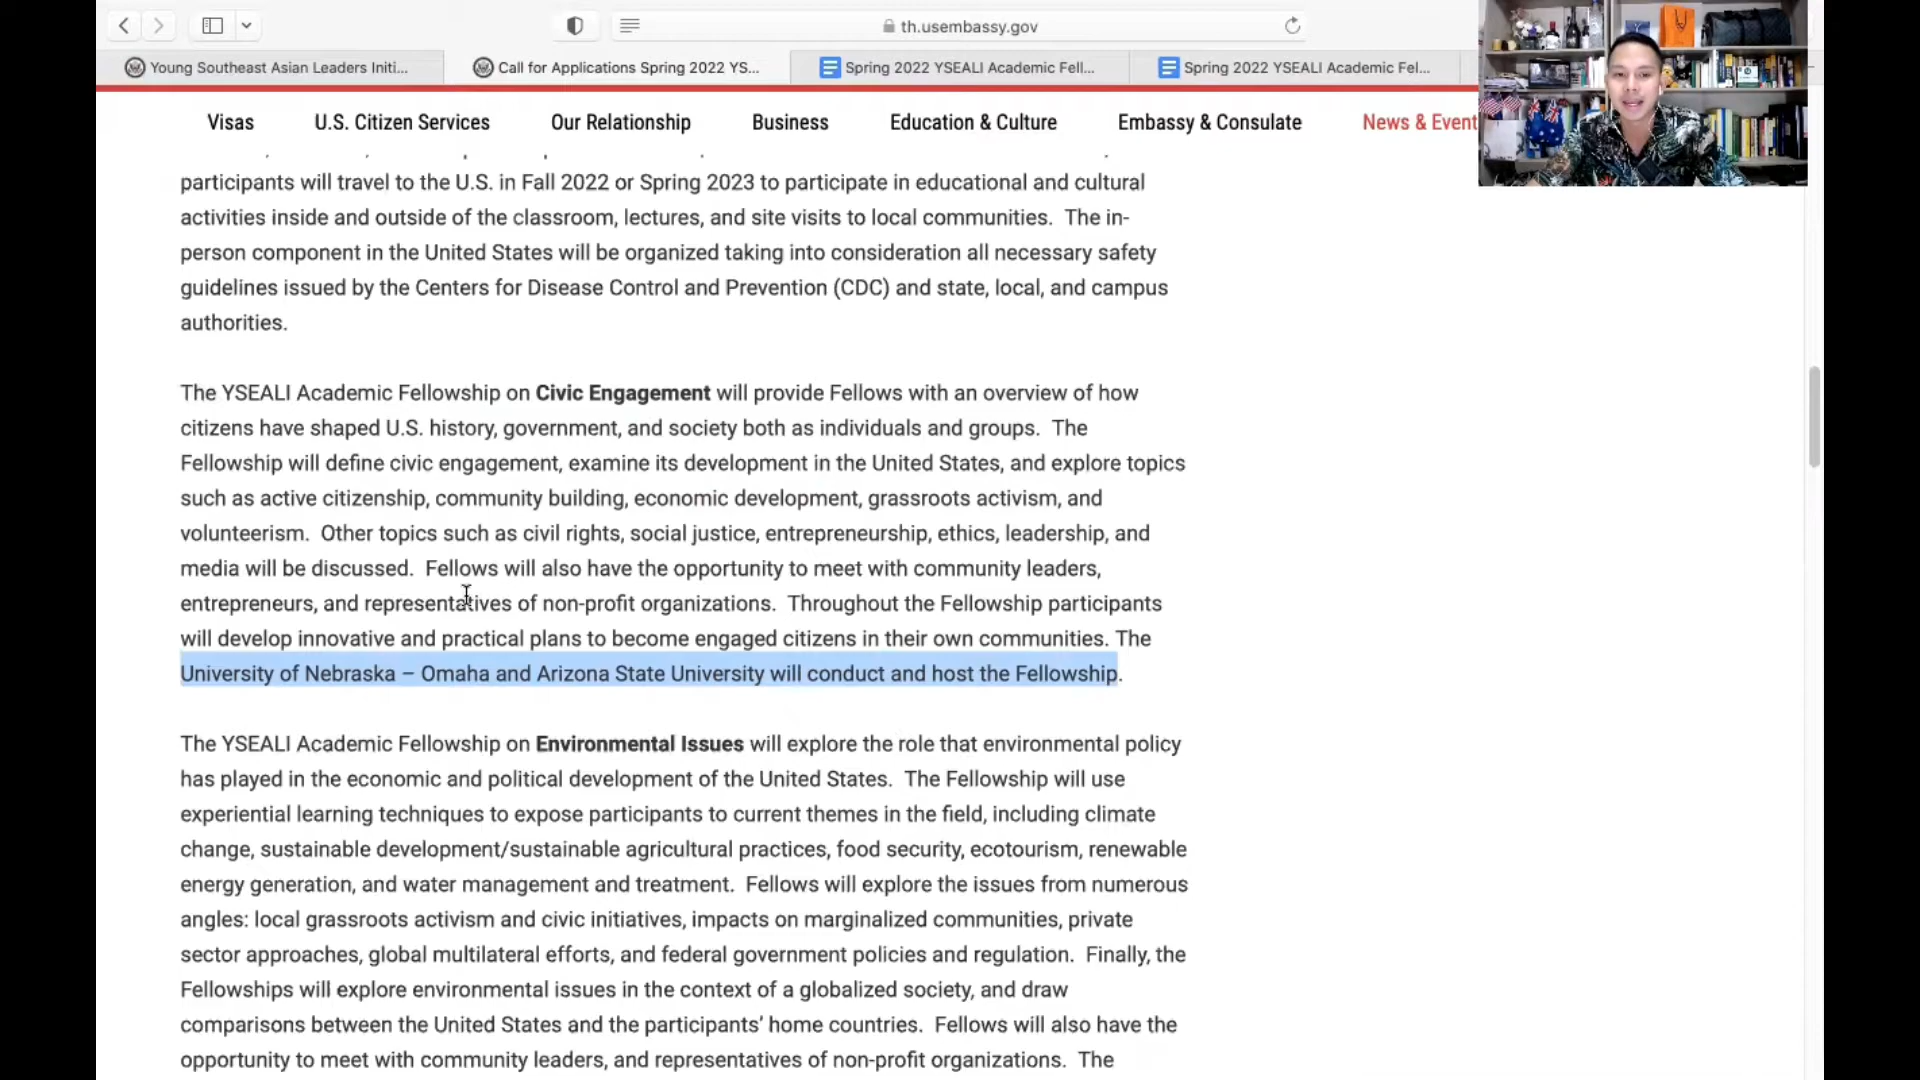 th.usembassy.gov
Young Southeast Asian Leaders Initi...
Call for Applications Spring 2022 YS...
Spring 2022 YSEALI Academic Fell...
Spring 2022 YSEALI Academic Fel...
Visas
U.S. Citizen Services
Our Relationship
Business
Education & Culture
Embassy & Consulate
News & Event
participants will travel to the U.S. in Fall 2022 or Spring 2023 to participate in educational and cultural
activities inside and outside of the classroom, lectures, and site visits to local communities. The in-
person component in the United States will be organized taking into consideration all necessary safety
guidelines issued by the Centers for Disease Control and Prevention (CDC) and state, local, and campus
authorities.
The YSEALI Academic Fellowship on Civic Engagement will provide Fellows with an overview of how
citizens have shaped U.S. history, government, and society both as individuals and groups. The
Fellowship will define civic engagement, examine its development in the United States, and explore topics
such as active citizenship, community building, economic development, grassroots activism, and
volunteerism. Other topics such as civil rights, social justice, entrepreneurship, ethics, leadership, and
media will be discussed. Fellows will also have the opportunity to meet with community leaders,
entrepreneurs, and representatives of non-profit organizations. Throughout the Fellowship participants
will develop innovative and practical plans to become engaged citizens in their own communities. The
University of Nebraska – Omaha and Arizona State University will conduct and host the Fellowship.
The YSEALI Academic Fellowship on Environmental Issues will explore the role that environmental policy
has played in the economic and political development of the United States. The Fellowship will use
experiential learning techniques to expose participants to current themes in the field, including climate
change, sustainable development/sustainable agricultural practices, food security, ecotourism, renewable
energy generation, and water management and treatment. Fellows will explore the issues from numerous
angles: local grassroots activism and civic initiatives, impacts on marginalized communities, private
sector approaches, global multilateral efforts, and federal government policies and regulation. Finally, the
Fellowships will explore environmental issues in the context of a globalized society, and draw
comparisons between the United States and the participants' home countries. Fellows will also have the
opportunity to meet with community leaders, and representatives of non-profit organizations. The